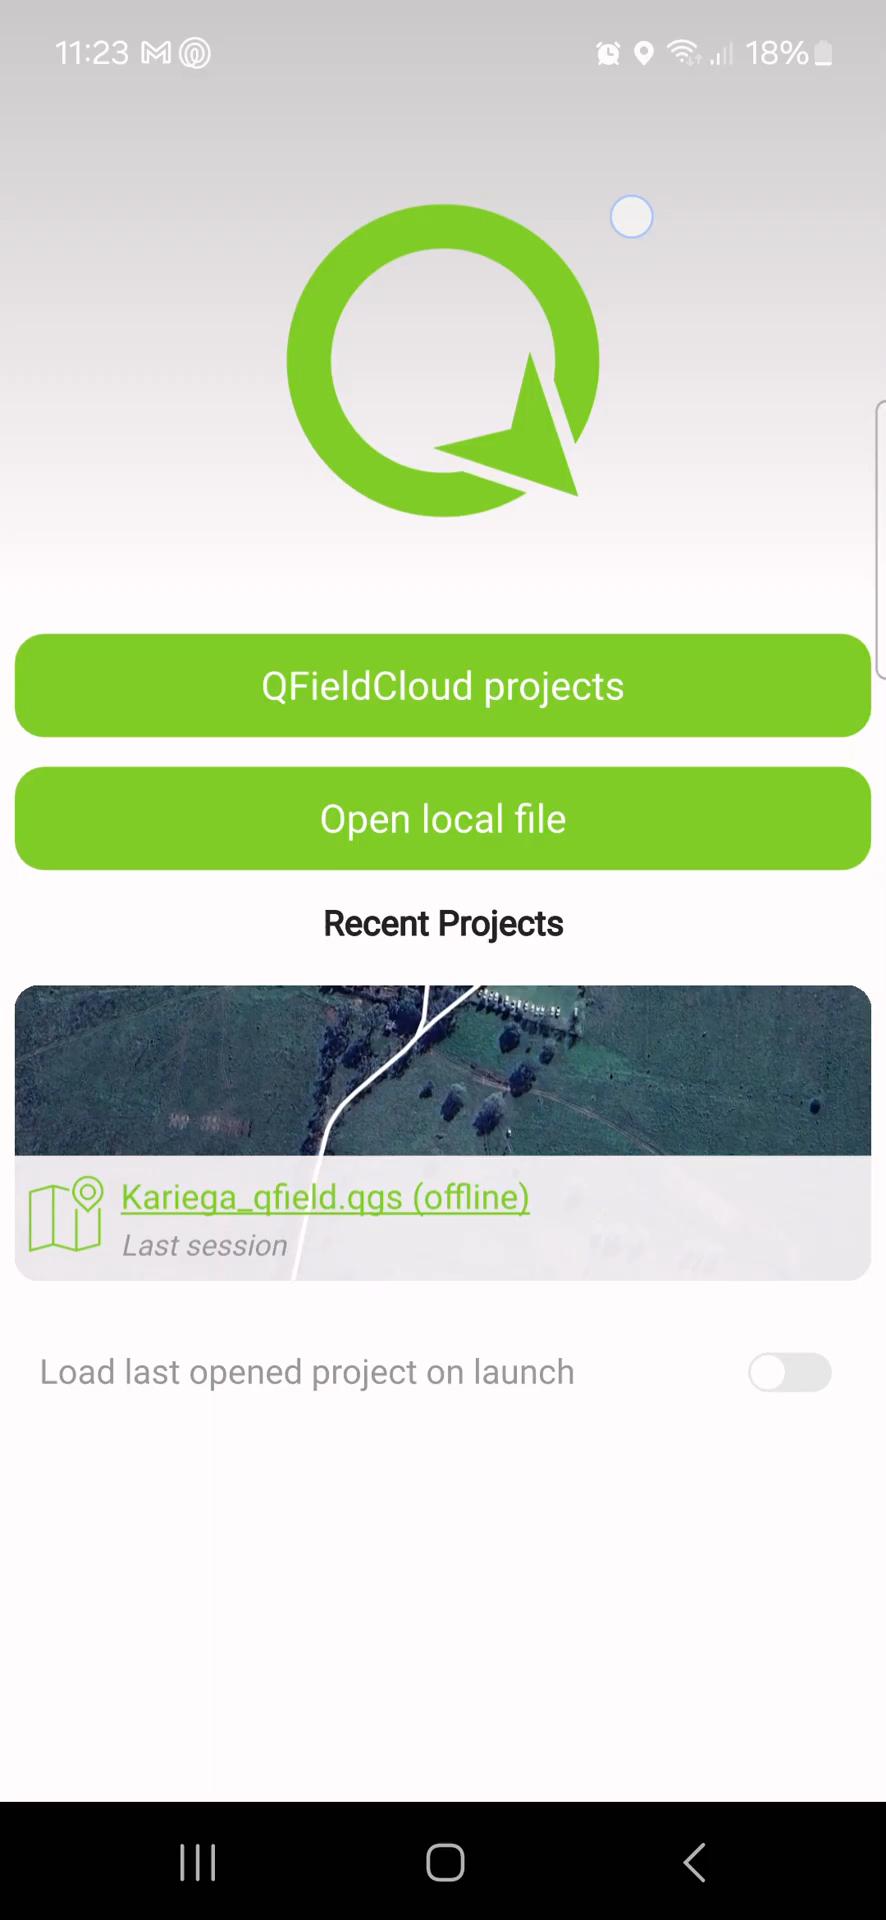 11:23
18%
QFieldCloud projects
Open local file
Recent Projects
Kariega_qfield.qgs (offline)
Last session
Load last opened project on launch